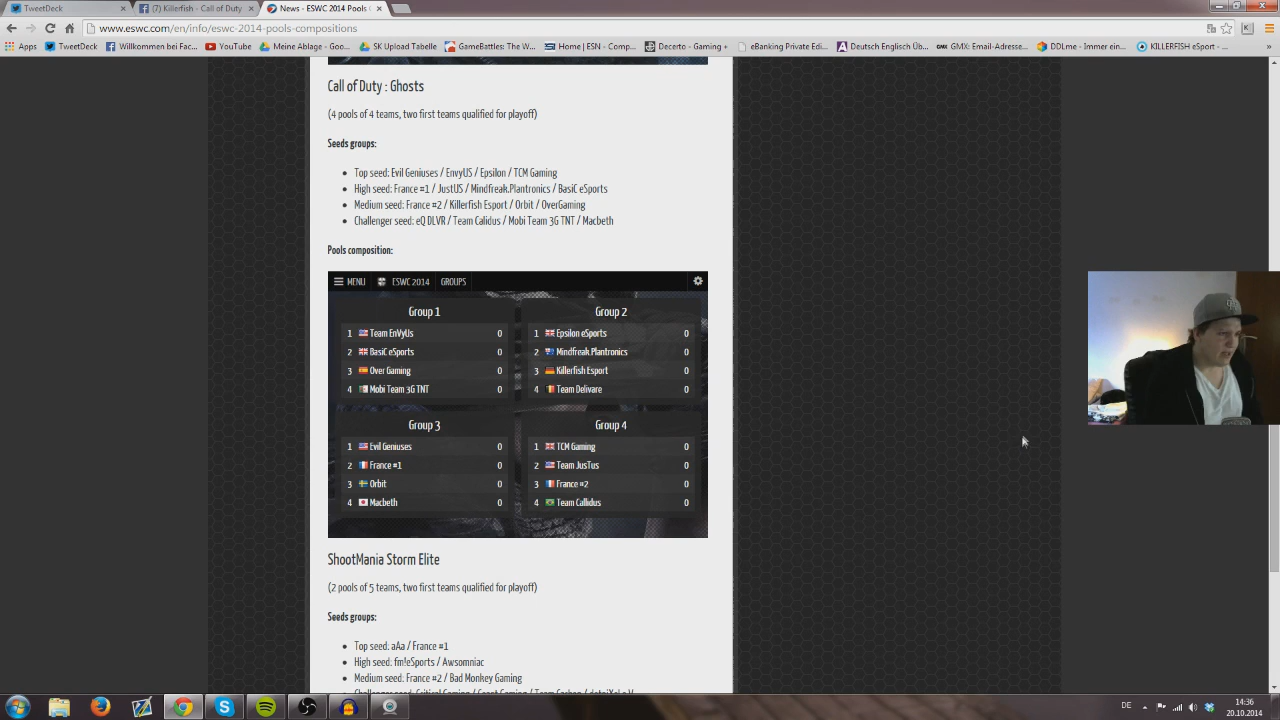 TweetDeck
(7) Killerfish - Call of Duty
News - ESWC 2014 Pools C
www.eswc.com/en/info/eswc-2014-pools-compositions
Apps
TweetDeck
Willkommen bei Fac...
YouTube
Meine Ablage - Goog...
SK Upload Tabelle
GameBattles: The W...
Home | ESN - Comp...
Decerto - Gaming +
eBanking Private Edi...
Deutsch Englisch Üb...
GMX: Email-Adresse...
DDLme - Immer ein...
KILLERFISH eSport - ...
»
Call of Duty : Ghosts
(4 pools of 4 teams, two first teams qualified for playoff)
Seeds groups:
Top seed: Evil Geniuses / EnvyUS / Epsilon / TCM Gaming
High seed: France #1 / JustUS / Mindfreak.Plantronics / BasiC eSports
Medium seed: France #2 / Killerfish Esport / Orbit / OverGaming
Challenger seed: eQ DLVR / Team Calidus / Mobi Team 3G TNT / Macbeth
Pools composition:
MENU ESWC 2014 GROUPS
Group 1
1 Team EnVyUs 0
2 BasiC eSports 0
3 Over Gaming 0
4 Mobi Team 3G TNT 0
Group 2
1 Epsilon eSports 0
2 Mindfreak.Plantronics 0
3 Killerfish Esport 0
4 Team Delivare 0
Group 3
1 Evil Geniuses 0
2 France #1 0
3 Orbit 0
4 Macbeth 0
Group 4
1 TCM Gaming 0
2 Team JusTus 0
3 France #2 0
4 Team Callidus 0
ShootMania Storm Elite
(2 pools of 5 teams, two first teams qualified for playoff)
Seeds groups:
Top seed: aAa / France #1
High seed: fm!eSports / Awsomniac
Medium seed: France #2 / Bad Monkey Gaming
DE
14:36
20.10.2014